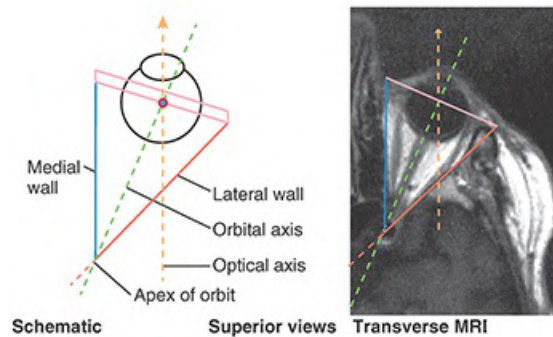 Medial
wall
Lateral wall
Orbital axis
Optical axis
Apex of orbit
Schematic
Superior views
Transverse MRI